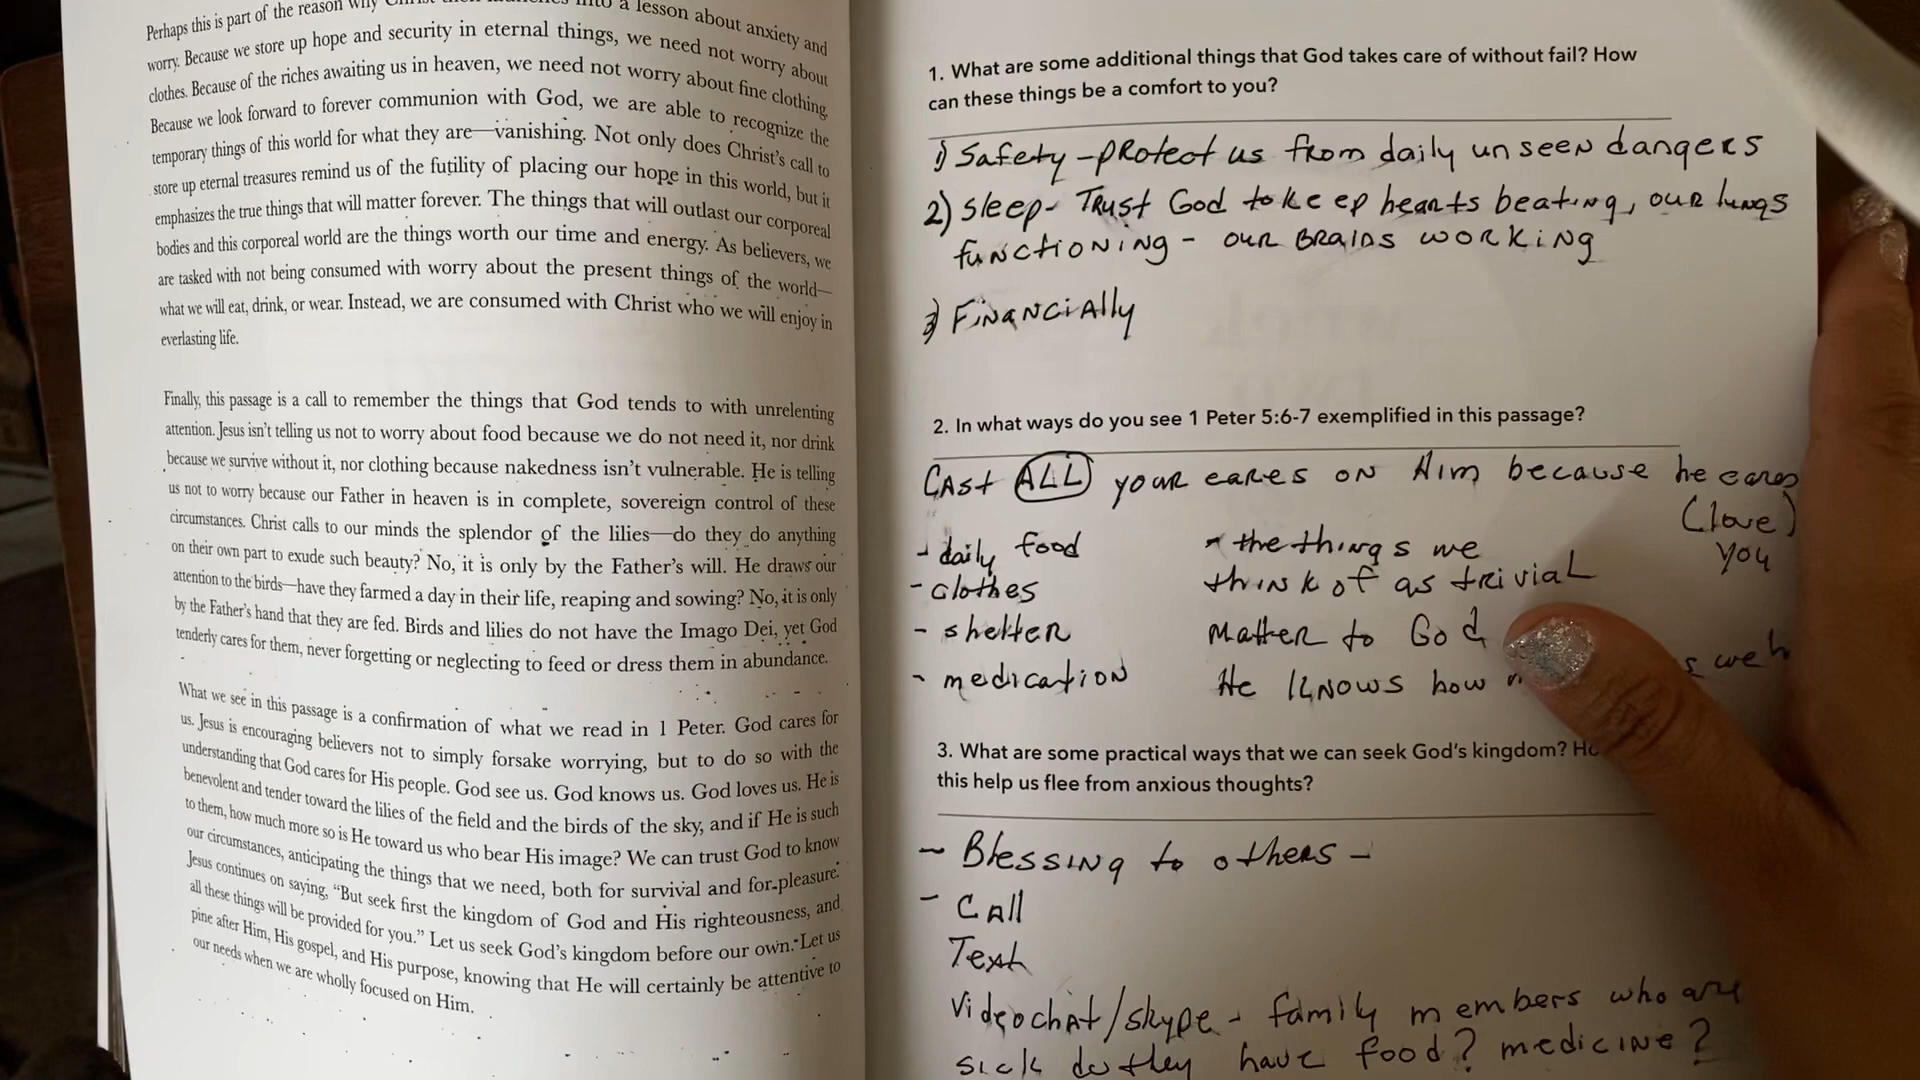 Perhaps this is part of the reason why Christ then launches into a lesson about anxiety and
worry. Because we store up hope and security in eternal things, we need not worry about
clothes. Because of the riches awaiting us in heaven, we need not worry about fine clothing.
Because we look forward to forever communion with God, we are able to recognize the
temporary things of this world for what they are—vanishing. Not only does Christ's call to
store up eternal treasures remind us of the futility of placing our hope in this world, but it
emphasizes the true things that will matter forever. The things that will outlast our corporeal
bodies and this corporeal world are the things worth our time and energy. As believers, we
are tasked with not being consumed with worry about the present things of the world—
what we will eat, drink, or wear. Instead, we are consumed with Christ who we will enjoy in
everlasting life.
Finally, this passage is a call to remember the things that God tends to with unrelenting
attention. Jesus isn't telling us not to worry about food because we do not need it, nor drink
because we survive without it, nor clothing because nakedness isn't vulnerable. He is telling
us not to worry because our Father in heaven is in complete, sovereign control of these
circumstances. Christ calls to our minds the splendor of the lilies—do they do anything
on their own part to exude such beauty? No, it is only by the Father's will. He draws our
attention to the birds—have they farmed a day in their life, reaping and sowing? No, it is only
by the Father's hand that they are fed. Birds and lilies do not have the Imago Dei, yet God
tenderly cares for them, never forgetting or neglecting to feed or dress them in abundance.
What we see in this passage is a confirmation of what we read in 1 Peter. God cares for
us. Jesus is encouraging believers not to simply forsake worrying, but to do so with the
understanding that God cares for His people. God see us. God knows us. God loves us. He is
benevolent and tender toward the lilies of the field and the birds of the sky, and if He is such
to them, how much more so is He toward us who bear His image? We can trust God to know
our circumstances, anticipating the things that we need, both for survival and for pleasure.
Jesus continues on saying, "But seek first the kingdom of God and His righteousness, and
all these things will be provided for you." Let us seek God's kingdom before our own. Let us
pine after Him, His gospel, and His purpose, knowing that He will certainly be attentive to
our needs when we are wholly focused on Him.
1. What are some additional things that God takes care of without fail? How
can these things be a comfort to you?
1) Safety - protect us from daily unseen dangers
2) Sleep - Trust God to keep hearts beating, our lungs
functioning - our brains working
3) Financially
2. In what ways do you see 1 Peter 5:6-7 exemplified in this passage?
Cast ALL your cares on Him because he cares
(love)
you
- daily food
- clothes
- shelter
- medication
* the things we
think of as trivial
matter to God
He knows how
3. What are some practical ways that we can seek God's kingdom?
this help us flee from anxious thoughts?
- Blessing to others -
- Call
Text
Videochat/skype - family members who are
sick do they have food? medicine?